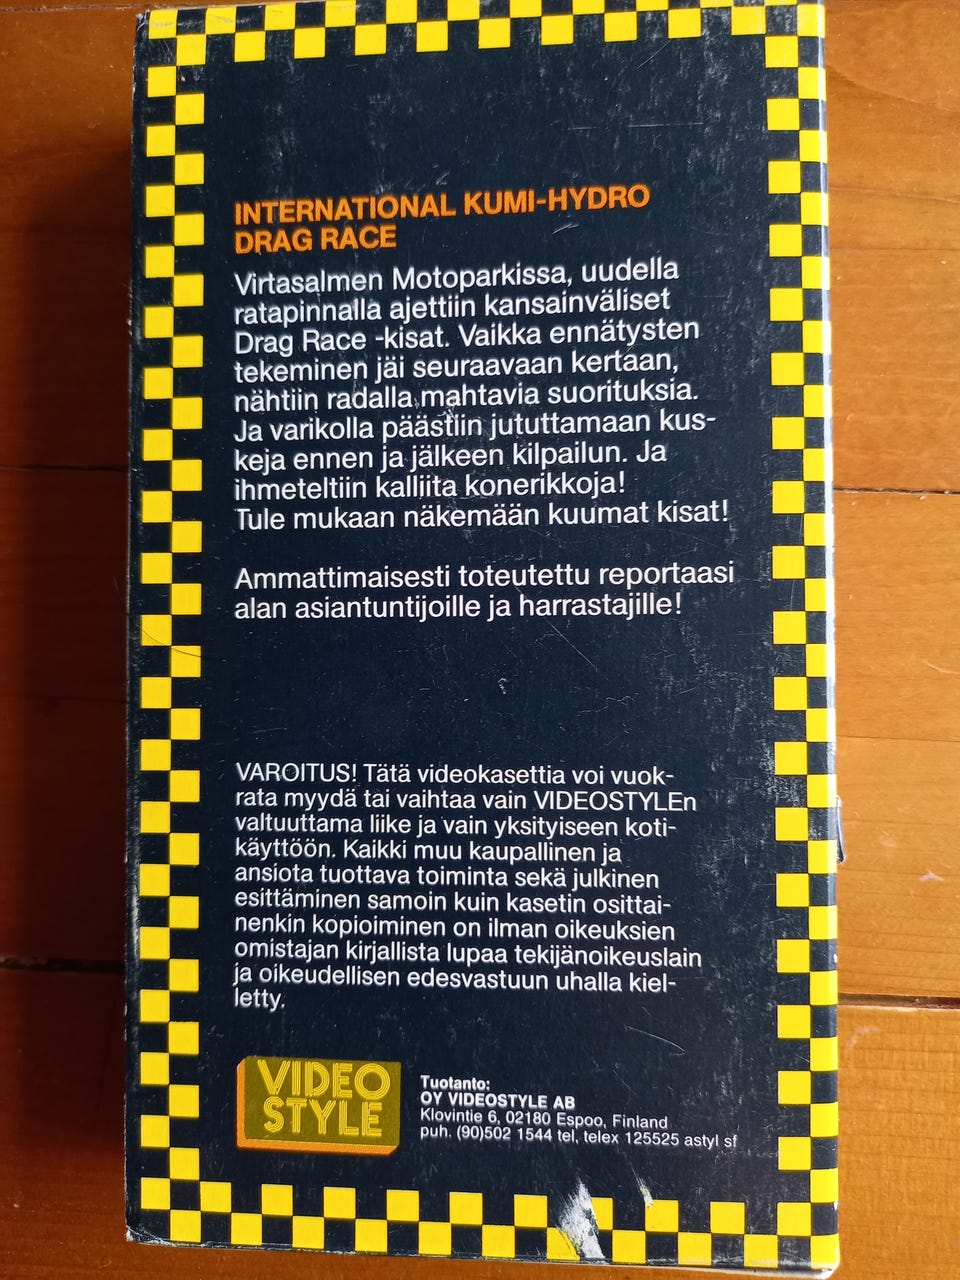 INTERNATIONAL KUMI-HYDRO
DRAG RACE
Virtasalmen Motoparkissa, uudella
ratapinnalla ajettiin kansainväliset
Drag Race -kisat. Vaikka ennätysten
tekeminen jäi seuraavaan kertaan,
nähtiin radalla mahtavia suorituksia.
Ja varikolla päästiin jututtamaan kus-
keja ennen ja jälkeen kilpailun. Ja
ihmeteltiin kalliita konerikkoja!
Tule mukaan näkemään kuumat kisat!
Ammattimaisesti toteutettu reportaasi
alan asiantuntijoille ja harrastajille!
VAROITUS! Tätä videokasettia voi vuok-
rata myydä tai vaihtaa vain VIDEOSTYLEn
valtuuttama liike ja vain yksityiseen koti-
käyttöön. Kaikki muu kaupallinen ja
ansiota tuottava toiminta sekä julkinen
esittäminen samoin kuin kasetin osittai-
nenkin kopioiminen on ilman oikeuksien
omistajan kirjallista lupaa tekijänoikeuslain
ja oikeudellisen edesvastuun uhalla kiel-
letty.
VIDEO
STYLE
Tuotanto:
OY VIDEOSTYLE AB
Klovintie 6, 02180 Espoo, Finland
puh. (90)502 1544 tel, telex 125525 astyl sf